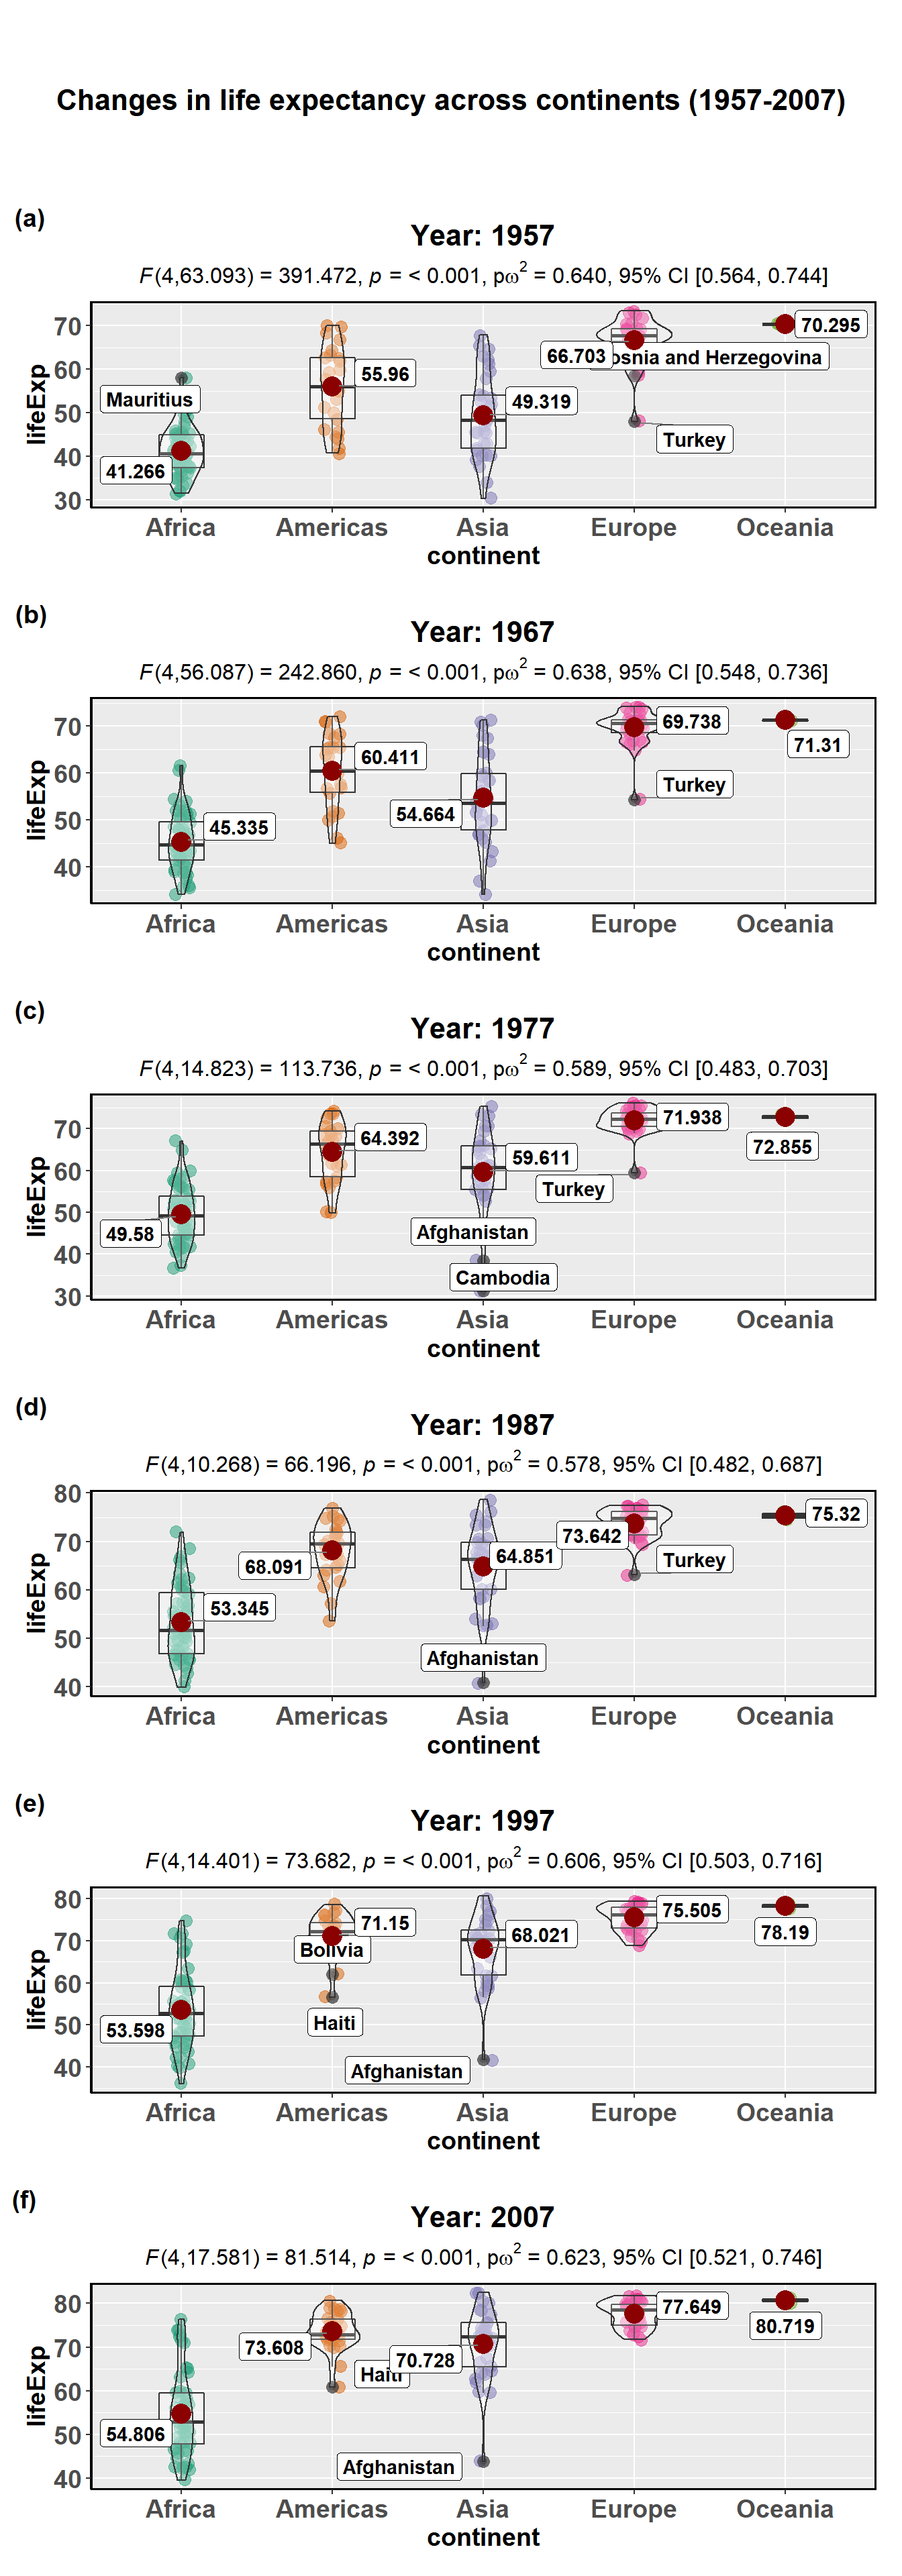 Changes in life expectancy across continents (1957-2007)
(a)
Year: 1957
F(4,63.093) = 391.472, p = < 0.001, pω² = 0.640, 95% CI [0.564, 0.744]
lifeExp
70
60
50
40
30
Mauritius
41.266
55.96
49.319
66.703
osnia and Herzegovina
Turkey
70.295
Africa Americas Asia Europe Oceania
continent
(b)
Year: 1967
F(4,56.087) = 242.860, p = < 0.001, pω² = 0.638, 95% CI [0.548, 0.736]
lifeExp
70
60
50
40
45.335
60.411
54.664
69.738
Turkey
71.31
Africa Americas Asia Europe Oceania
continent
(c)
Year: 1977
F(4,14.823) = 113.736, p = < 0.001, pω² = 0.589, 95% CI [0.483, 0.703]
lifeExp
70
60
50
40
30
49.58
64.392
59.611
Afghanistan
Cambodia
71.938
Turkey
72.855
Africa Americas Asia Europe Oceania
continent
(d)
Year: 1987
F(4,10.268) = 66.196, p = < 0.001, pω² = 0.578, 95% CI [0.482, 0.687]
lifeExp
80
70
60
50
40
53.345
68.091
64.851
Afghanistan
73.642
Turkey
75.32
Africa Americas Asia Europe Oceania
continent
(e)
Year: 1997
F(4,14.401) = 73.682, p = < 0.001, pω² = 0.606, 95% CI [0.503, 0.716]
lifeExp
80
70
60
50
40
53.598
71.15
Bolivia
Haiti
68.021
Afghanistan
75.505
78.19
Africa Americas Asia Europe Oceania
continent
(f)
Year: 2007
F(4,17.581) = 81.514, p = < 0.001, pω² = 0.623, 95% CI [0.521, 0.746]
lifeExp
80
70
60
50
40
54.806
73.608
Haiti
70.728
Afghanistan
77.649
80.719
Africa Americas Asia Europe Oceania
continent